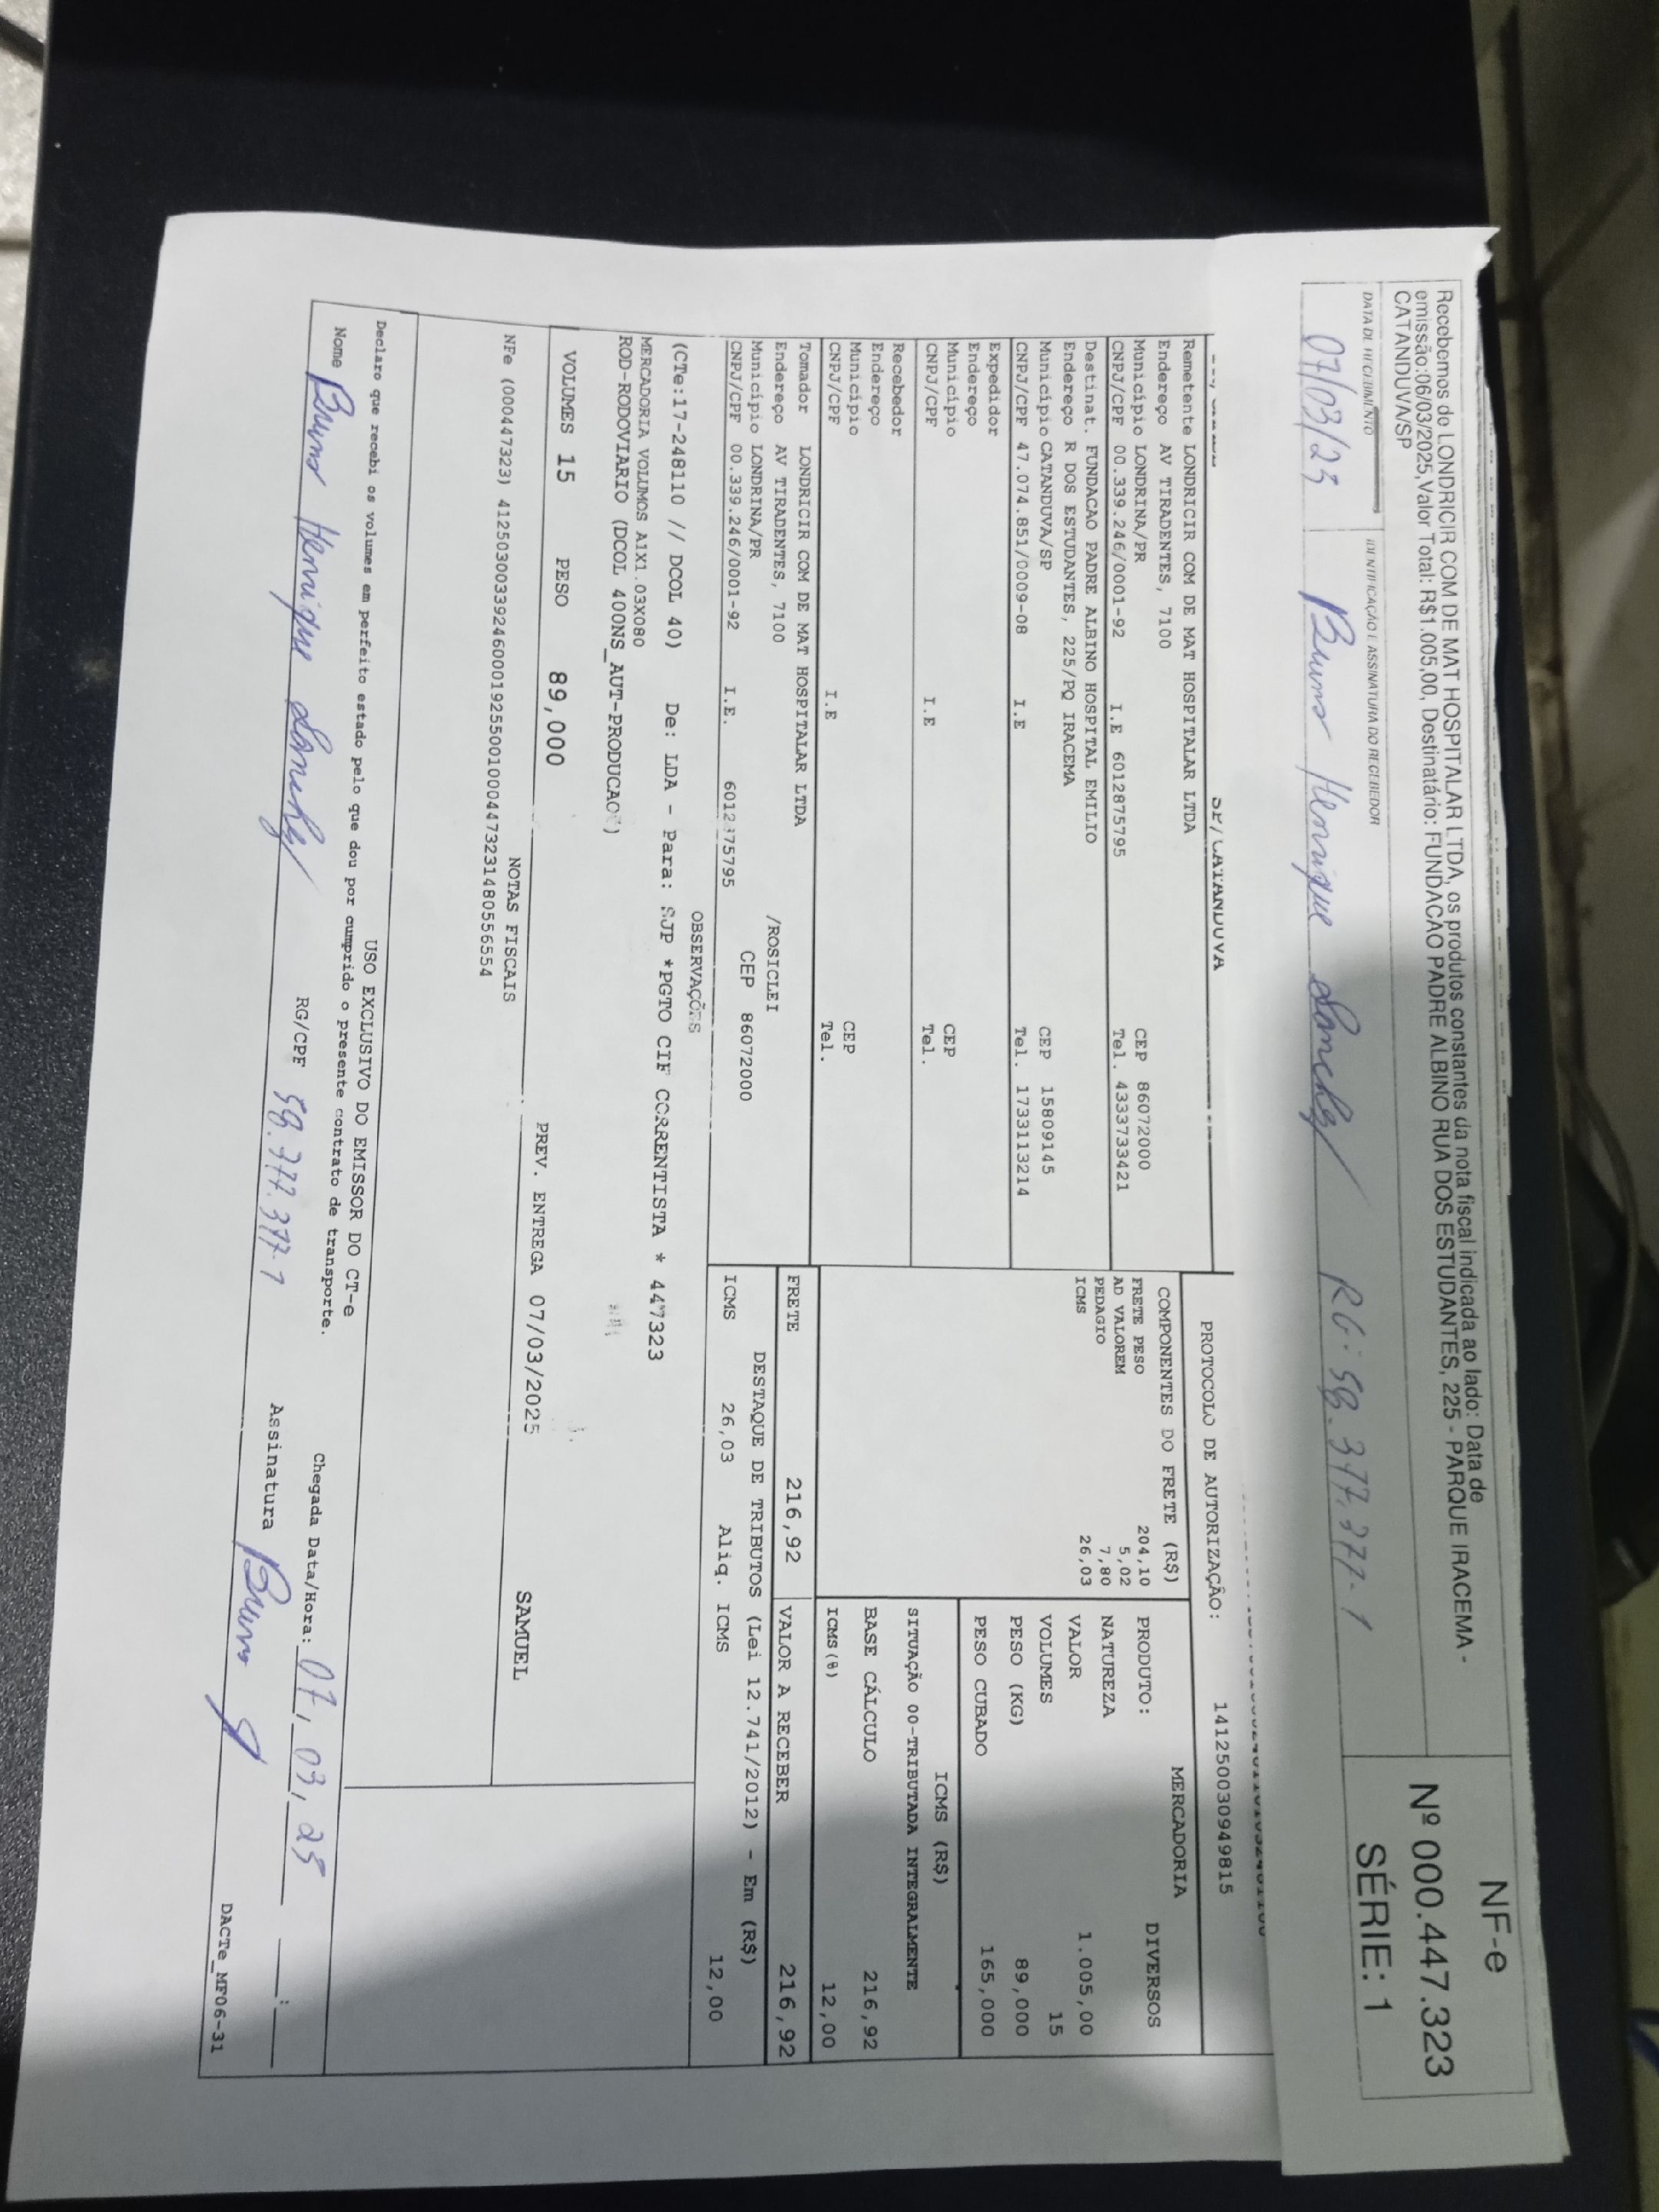 Recebemos do LONDRICIR COM DE MAT HOSPITALAR LTDA, os produtos constantes da nota fiscal indicada ao lado: Data de
emissão:06/03/2025,Valor Total: R$1.005,00, Destinatário: FUNDACAO PADRE ALBINO RUA DOS ESTUDANTES, 225 - PARQUE IRACEMA -
CATANDUVA/SP
NF-e
Nº 000.447.323
SÉRIE: 1
DATA DE RECEBIMENTO
IDENTIFICAÇÃO E ASSINATURA DO RECEBEDOR
07/03/25 Bruno Henrique Sanches RG: 58.377.377-1
SP/CATANDUVA
PROTOCOLO DE AUTORIZAÇÃO: 141250030949815
Remetente LONDRICIR COM DE MAT HOSPITALAR LTDA
Endereço AV TIRADENTES, 7100
Município LONDRINA/PR CEP 86072000
CNPJ/CPF 00.339.246/0001-92 I.E 6012875795 Tel. 4333733421
Destinat. FUNDACAO PADRE ALBINO HOSPITAL EMILIO
Endereço R DOS ESTUDANTES, 225/PQ IRACEMA
Município CATANDUVA/SP CEP 15809145
CNPJ/CPF 47.074.851/0009-08 I.E Tel. 1733113214
Expedidor
Endereço
Município CEP
CNPJ/CPF I.E Tel.
Recebedor
Endereço
Município CEP
CNPJ/CPF I.E Tel.
Tomador LONDRICIR COM DE MAT HOSPITALAR LTDA
Endereço AV TIRADENTES, 7100 /ROSICLEI
Município LONDRINA/PR CEP 86072000
CNPJ/CPF 00.339.246/0001-92 I.E. 6012875795
COMPONENTES DO FRETE (R$)
FRETE PESO 204,10
AD VALOREM 5,02
PEDAGIO 7,80
ICMS 26,03
MERCADORIA
PRODUTO: DIVERSOS
NATUREZA
VALOR 1.005,00
VOLUMES 15
PESO (KG) 89,000
PESO CUBADO 165,000
ICMS (R$)
SITUAÇÃO 00-TRIBUTADA INTEGRALMENTE
BASE CÁLCULO 216,92
ICMS(%) 12,00
FRETE 216,92 VALOR A RECEBER 216,92
DESTAQUE DE TRIBUTOS (Lei 12.741/2012) - Em (R$)
ICMS 26,03 Aliq. ICMS 12,00
OBSERVAÇÕES
(CTe:17-248110 // DCOL 40) De: LDA - Para: SJP *PGTO CIF CORRENTISTA * 447323
MERCADORIA VOLUMOS A1X1.03X080
ROD-RODOVIARIO (DCOL 400NS_AUT-PRODUCAO )
VOLUMES 15 PESO 89,000 PREV. ENTREGA 07/03/2025 SAMUEL
NOTAS FISCAIS
NFe (000447323) 41250300339246000192550010004473231480556554
USO EXCLUSIVO DO EMISSOR DO CT-e
Declaro que recebi os volumes em perfeito estado pelo que dou por cumprido o presente contrato de transporte.
Chegada Data/Hora: 07, 03, 25 :
Nome Bruno Henrique Sanches RG/CPF 58.377.377-1 Assinatura Bruno
DACTe_MF06-31